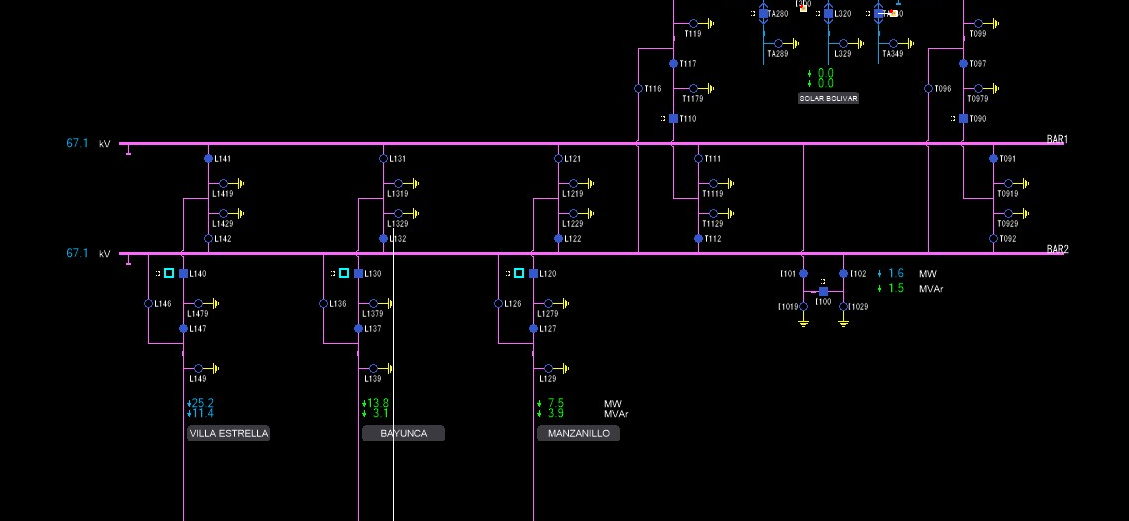 TA280
L320
T119
TA289
L329
TA349
T099
T117
0.0
0.0
T097
T116
T1179
SOLAR BOLIVAR
T096
T0979
T110
T090
67.1 kV
BAR1
L141
L131
L121
T111
T091
L1419
L1319
L1219
T1119
T0919
L1429
L1329
L1229
T1129
T0929
L142
L132
L122
T112
T092
67.1 kV
BAR2
L140
L130
L120
I101
I102
1.6 MW
1.5 MVAr
L146
L1479
L136
L1379
L126
L1279
I100
I1019
I1029
L147
L137
L127
L149
L139
L129
25.2
13.8
7.5 MW
11.4
3.1
3.9 MVAr
VILLA ESTRELLA
BAYUNCA
MANZANILLO